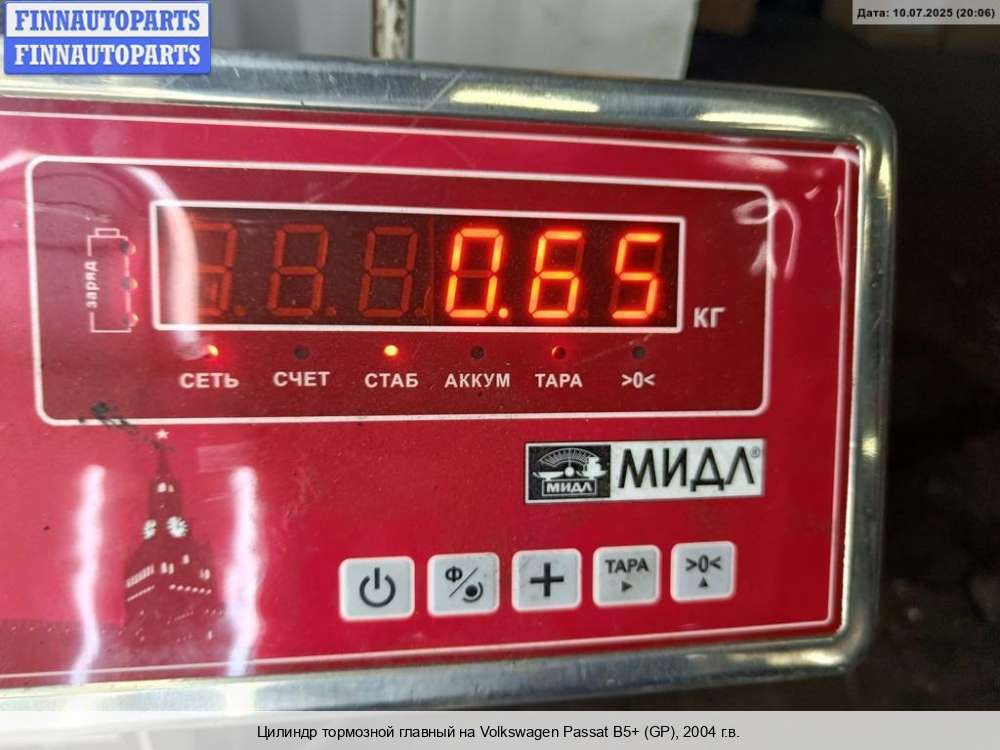 FINNAUTOPARTS
FINNAUTOPARTS
Дата: 10.07.2025 (20:06)
заряд
0.65
КГ
СЕТЬ СЧЕТ СТАБ АККУМ ТАРА >0<
МИДЛ МИДЛ®
Ф ТАРА >0<
Цилиндр тормозной главный на Volkswagen Passat B5+ (GP), 2004 г.в.